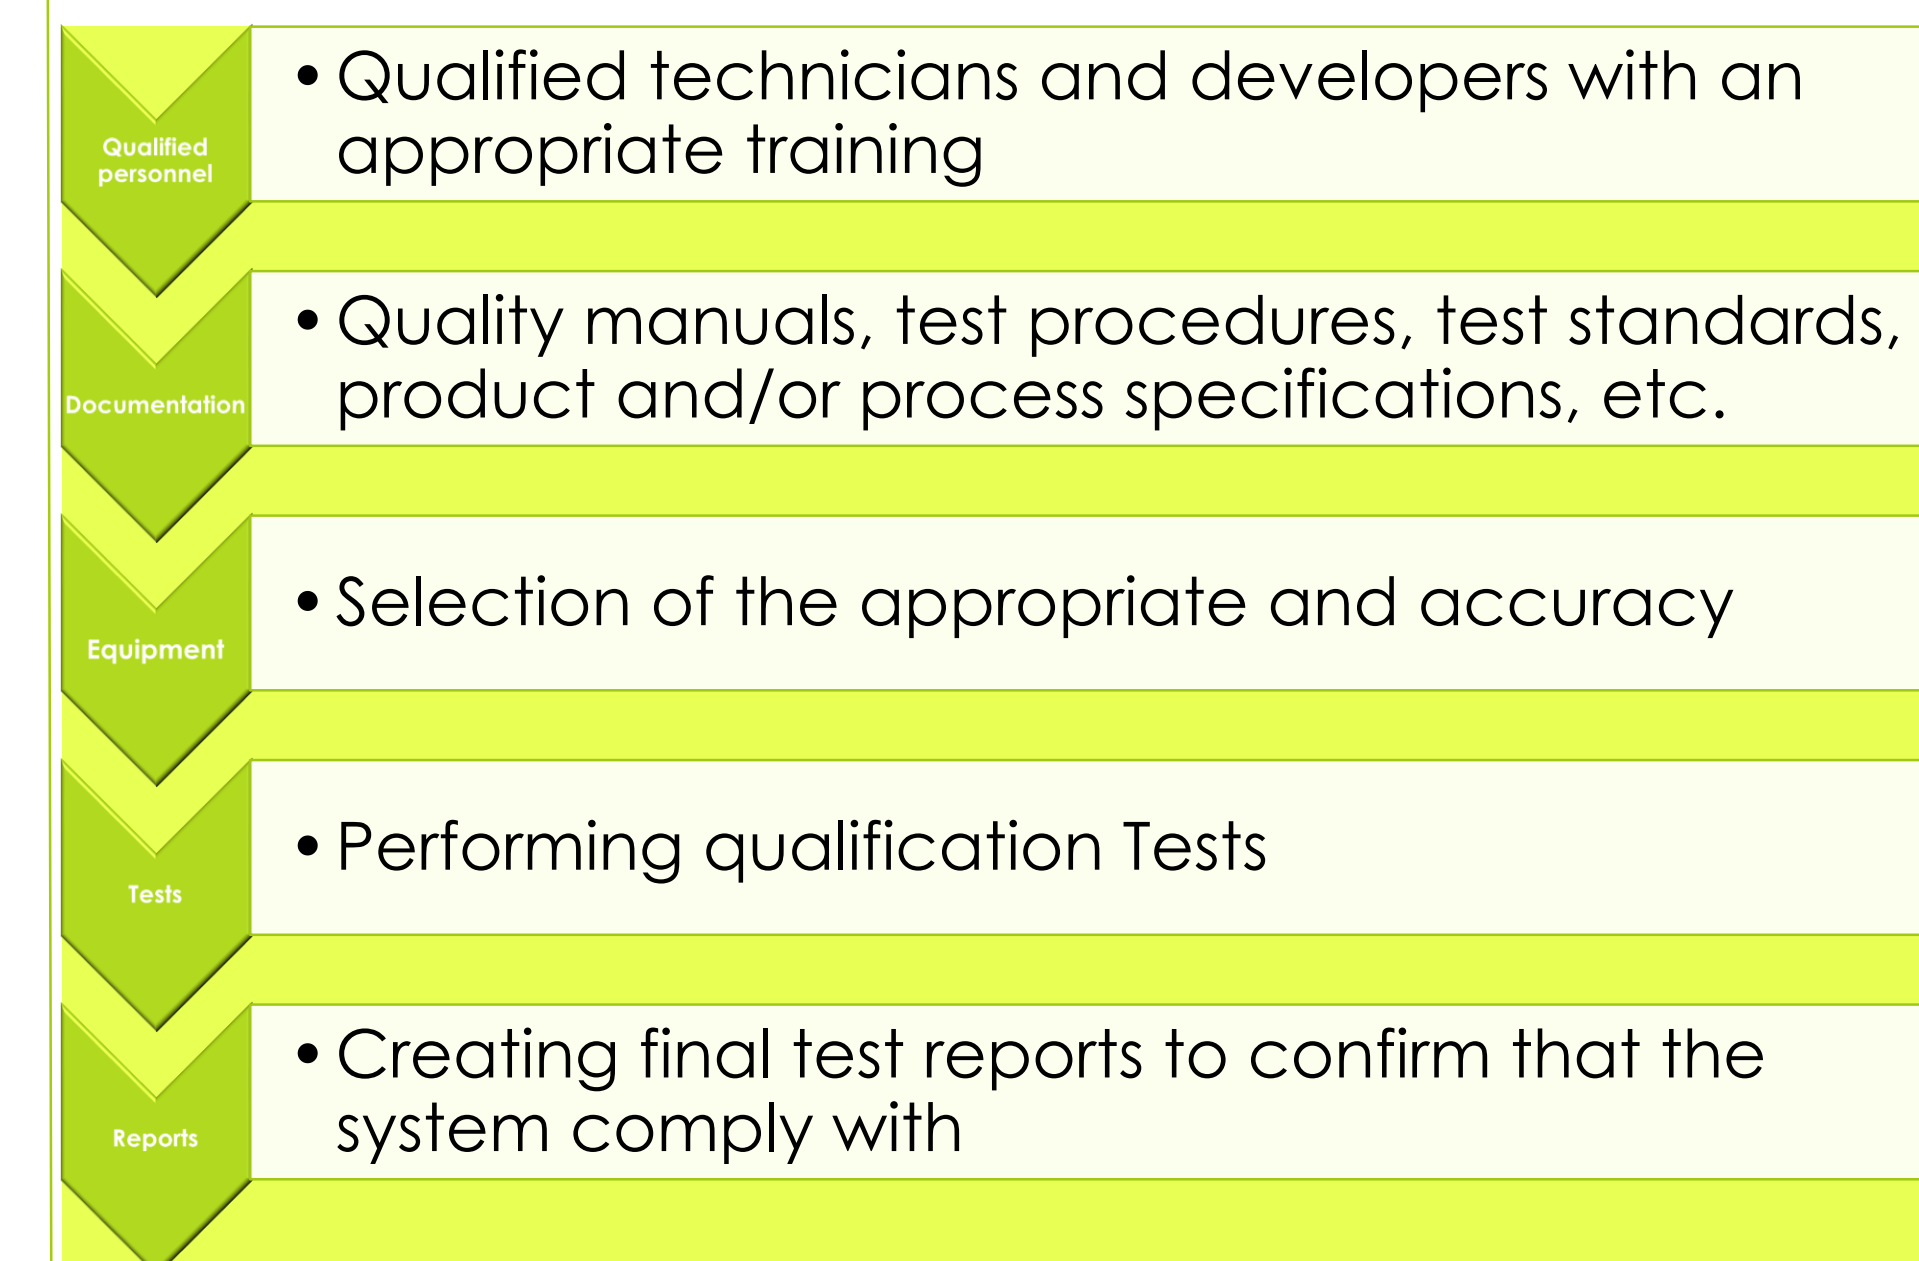 Qualified
personnel
• Qualified technicians and developers with an
appropriate training
Documentation
• Quality manuals, test procedures, test standards,
product and/or process specifications, etc.
Equipment
• Selection of the appropriate and accuracy
Tests
• Performing qualification Tests
Reports
• Creating final test reports to confirm that the
system comply with